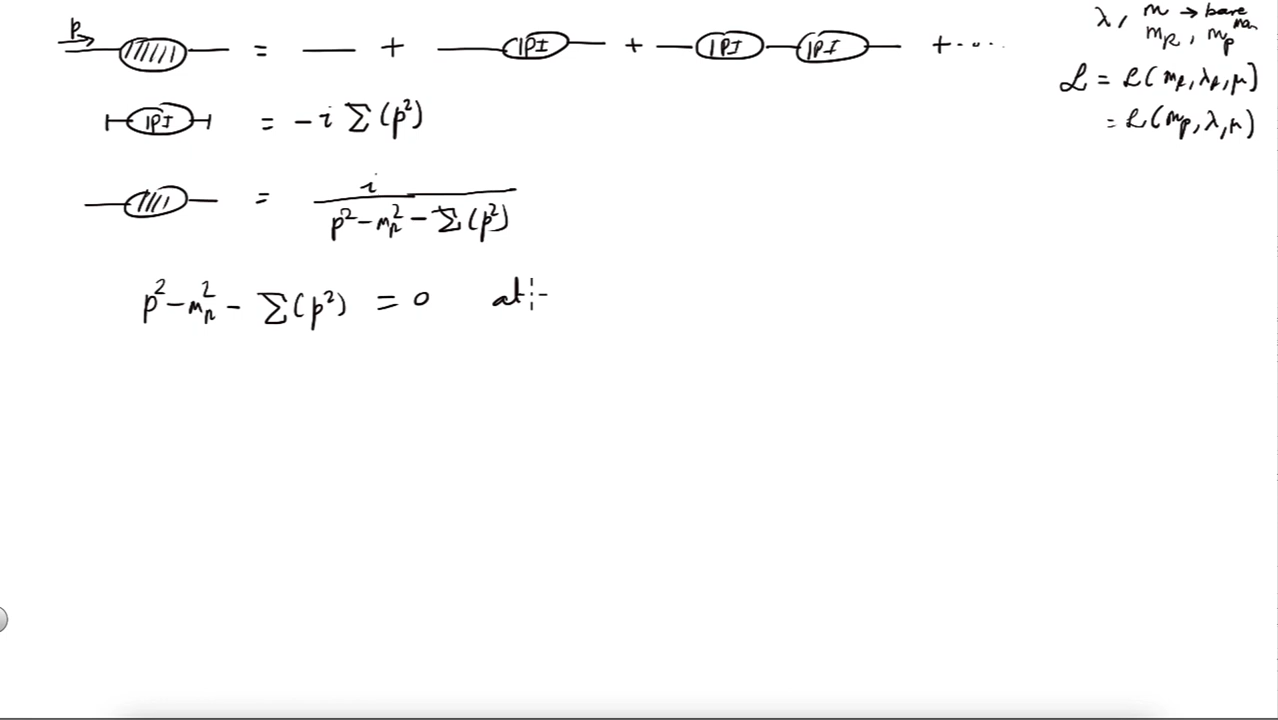 p = + 1PI + 1PI 1PI + ....
1PI = -i Σ(p²)
= i / (p² - m_R² - Σ(p²))
p² - m_R² - Σ(p²) = 0 at
λ, m → bare
m_R, m_p
ℒ = ℒ(m_R, λ_R, μ)
= ℒ(m_p, λ, μ)